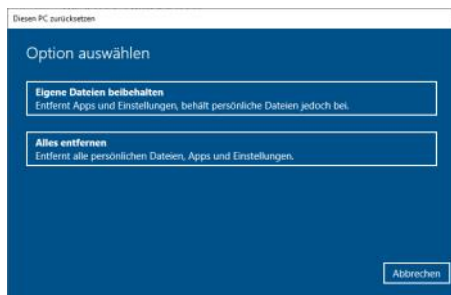 Diesen PC zurücksetzen
Option auswählen
Eigene Dateien beibehalten
Entfernt Apps und Einstellungen, behält persönliche Dateien jedoch bei.
Alles entfernen
Entfernt alle persönlichen Dateien, Apps und Einstellungen.
Abbrechen